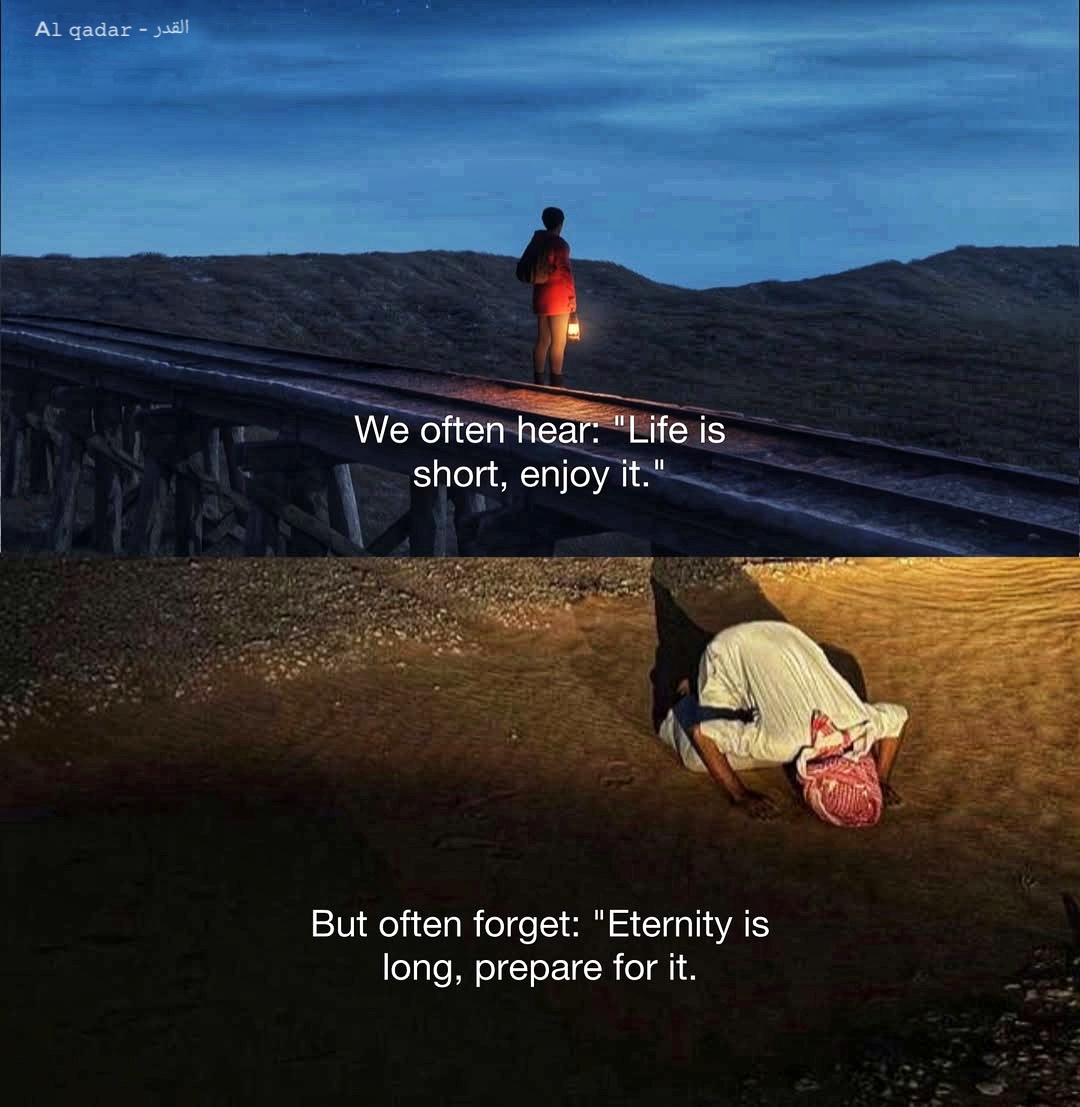 Al qadar - القدر
We often hear: "Life is
short, enjoy it."
But often forget: "Eternity is
long, prepare for it.